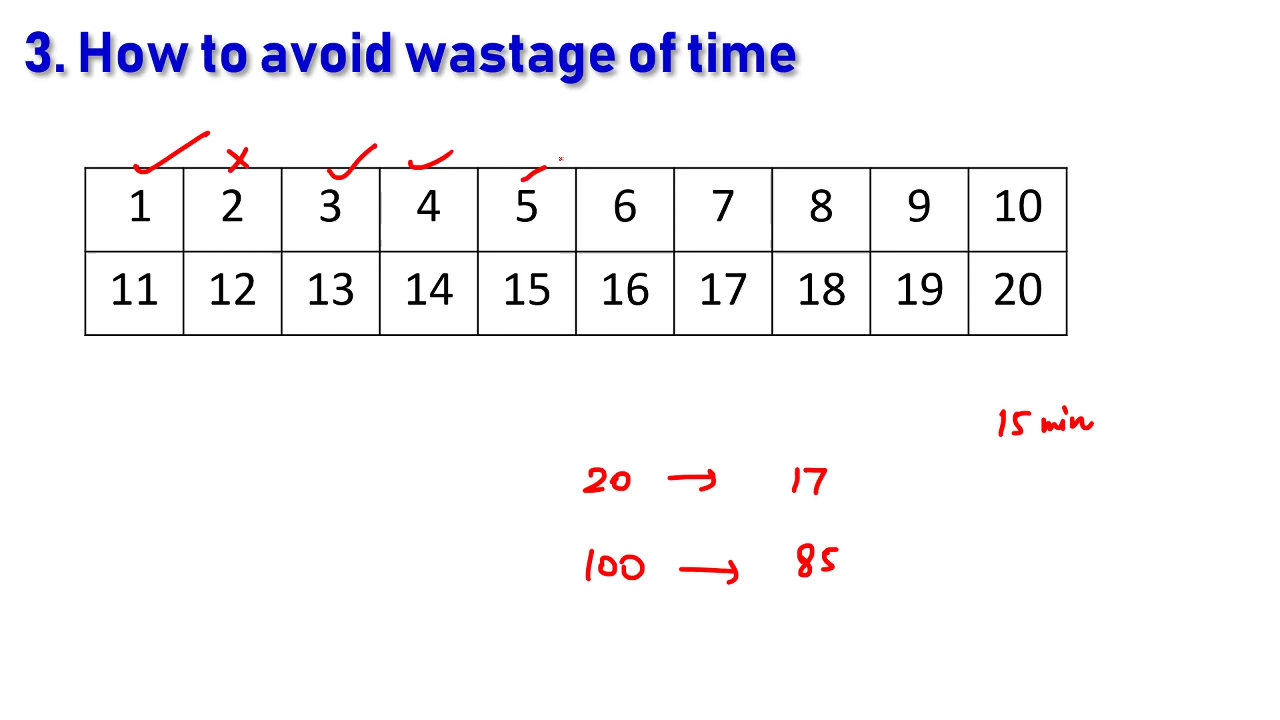 3. How to avoid wastage of time
1 2 3 4 5 6 7 8 9 10
11 12 13 14 15 16 17 18 19 20
15 min
20 → 17
100 → 85